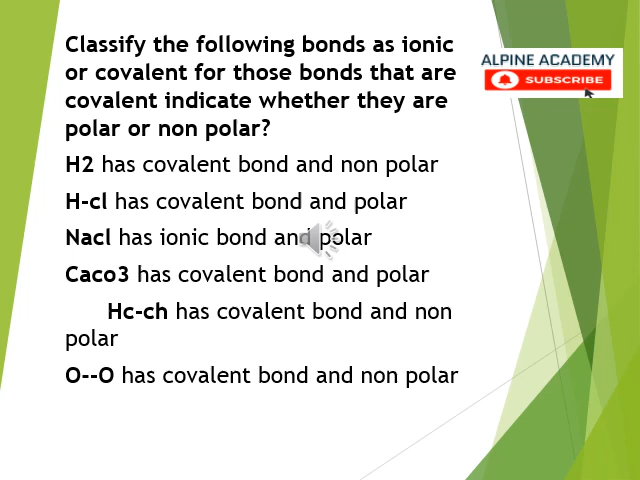 Classify the following bonds as ionic
or covalent for those bonds that are
covalent indicate whether they are
polar or non polar?
H2 has covalent bond and non polar
H-cl has covalent bond and polar
Nacl has ionic bond and polar
Caco3 has covalent bond and polar
Hc-ch has covalent bond and non
polar
O--O has covalent bond and non polar
ALPINE ACADEMY
SUBSCRIBE